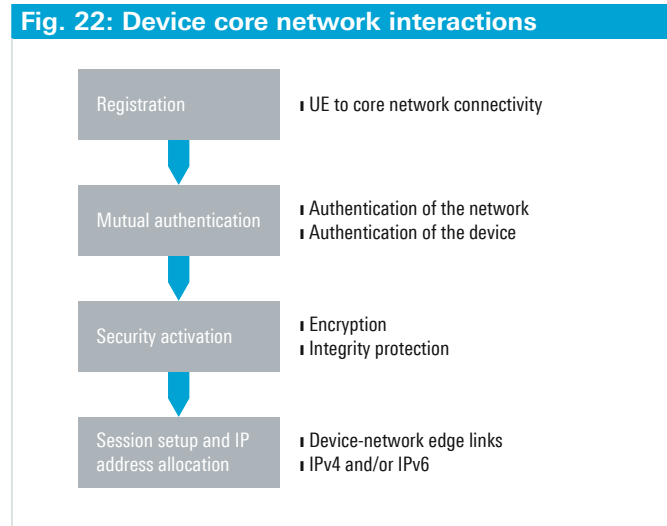 Fig. 22: Device core network interactions
Registration
ı UE to core network connectivity
Mutual authentication
ı Authentication of the network
ı Authentication of the device
Security activation
ı Encryption
ı Integrity protection
Session setup and IP
address allocation
ı Device-network edge links
ı IPv4 and/or IPv6